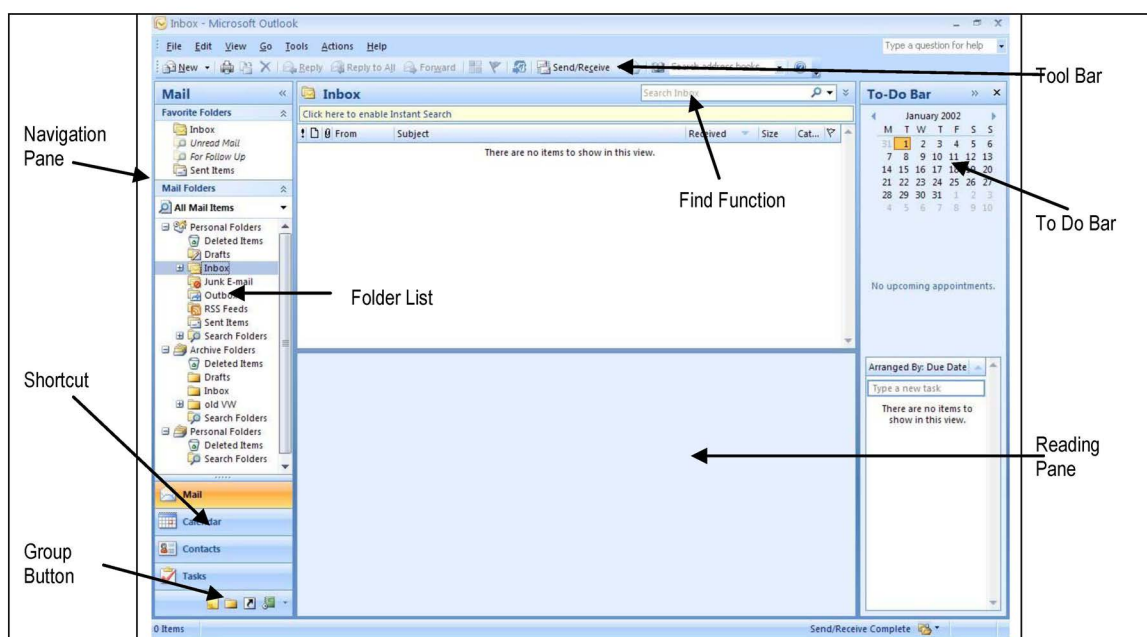 Inbox - Microsoft Outlook
File Edit View Go Tools Actions Help
Type a question for help
New Reply Reply to All Forward Send/Receive Search address books
Tool Bar
Mail «
Favorite Folders
Inbox
Unread Mail
For Follow Up
Sent Items
Mail Folders
All Mail Items
Personal Folders
Deleted Items
Drafts
Inbox
Junk E-mail
Outbox
RSS Feeds
Sent Items
Search Folders
Archive Folders
Deleted Items
Drafts
Inbox
old VW
Search Folders
Personal Folders
Deleted Items
Search Folders
Mail
Calendar
Contacts
Tasks
0 Items
Navigation
Pane
Shortcut
Group
Button
Folder List
Inbox
Search Inbox
Click here to enable Instant Search
! From Subject Received Size Cat...
There are no items to show in this view.
Find Function
To-Do Bar » ×
January 2002
M T W T F S S
31 1 2 3 4 5 6
7 8 9 10 11 12 13
14 15 16 17 18 19 20
21 22 23 24 25 26 27
28 29 30 31 1 2 3
4 5 6 7 8 9 10
To Do Bar
No upcoming appointments.
Arranged By: Due Date
Type a new task
There are no items to
show in this view.
Reading
Pane
Send/Receive Complete